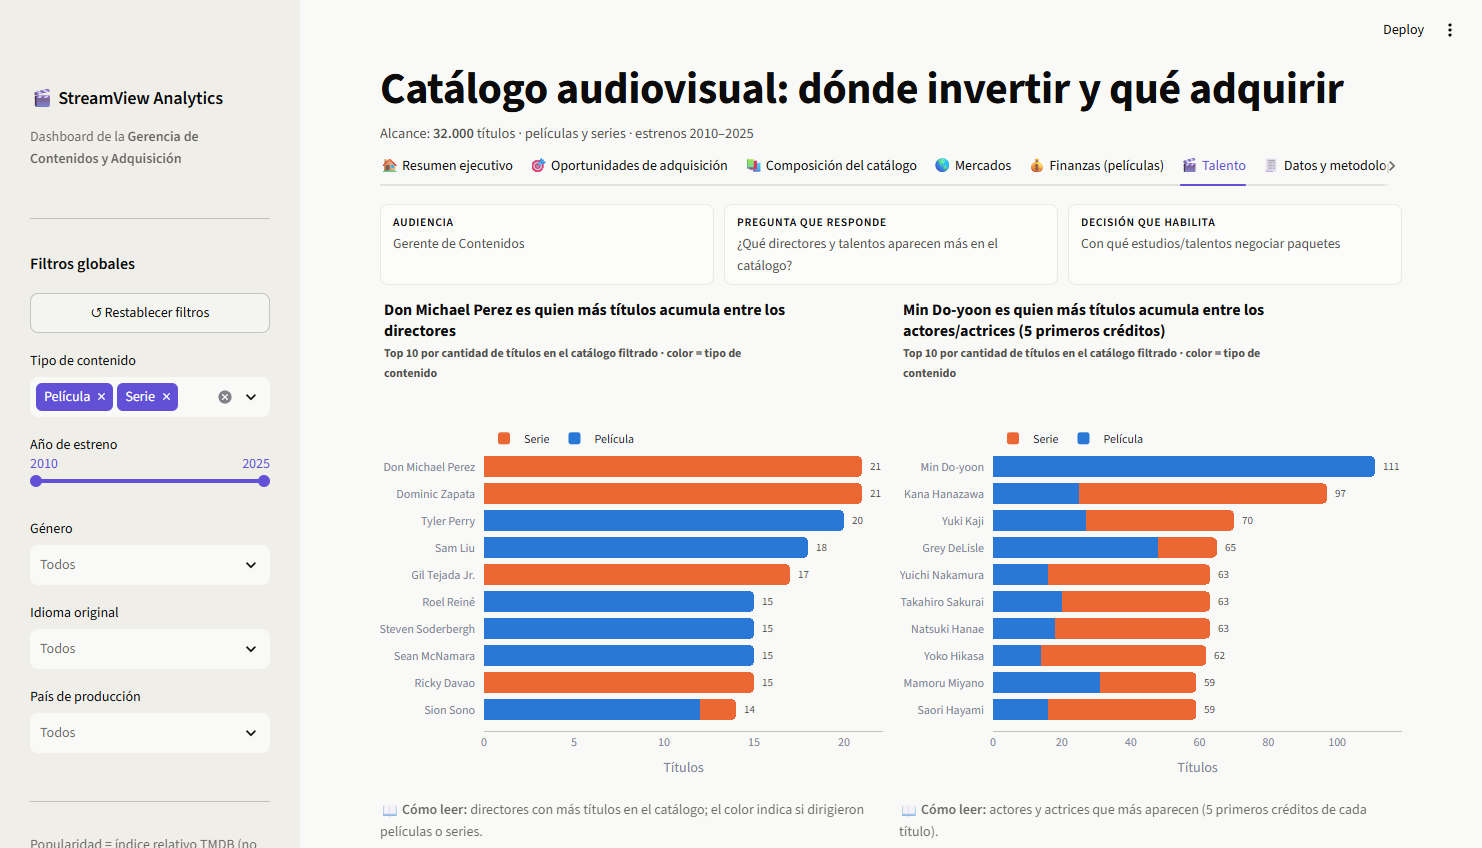 Deploy
StreamView Analytics
Dashboard de la Gerencia de
Contenidos y Adquisición
Filtros globales
↺ Restablecer filtros
Tipo de contenido
Película × Serie ×
Año de estreno
2010 2025
Género
Todos
Idioma original
Todos
País de producción
Todos
Popularidad = índice relativo TMDB (no
Catálogo audiovisual: dónde invertir y qué adquirir
Alcance: 32.000 títulos · películas y series · estrenos 2010–2025
Resumen ejecutivo Oportunidades de adquisición Composición del catálogo Mercados Finanzas (películas) Talento Datos y metodolo
AUDIENCIA
Gerente de Contenidos
PREGUNTA QUE RESPONDE
¿Qué directores y talentos aparecen más en el
catálogo?
DECISIÓN QUE HABILITA
Con qué estudios/talentos negociar paquetes
Don Michael Perez es quien más títulos acumula entre los
directores
Top 10 por cantidad de títulos en el catálogo filtrado · color = tipo de
contenido
Serie Película
Don Michael Perez 21
Dominic Zapata 21
Tyler Perry 20
Sam Liu 18
Gil Tejada Jr. 17
Roel Reiné 15
Steven Soderbergh 15
Sean McNamara 15
Ricky Davao 15
Sion Sono 14
0 5 10 15 20
Títulos
Cómo leer: directores con más títulos en el catálogo; el color indica si dirigieron
películas o series.
Min Do-yoon es quien más títulos acumula entre los
actores/actrices (5 primeros créditos)
Top 10 por cantidad de títulos en el catálogo filtrado · color = tipo de
contenido
Serie Película
Min Do-yoon 111
Kana Hanazawa 97
Yuki Kaji 70
Grey DeLisle 65
Yuichi Nakamura 63
Takahiro Sakurai 63
Natsuki Hanae 63
Yoko Hikasa 62
Mamoru Miyano 59
Saori Hayami 59
0 20 40 60 80 100
Títulos
Cómo leer: actores y actrices que más aparecen (5 primeros créditos de cada
título).